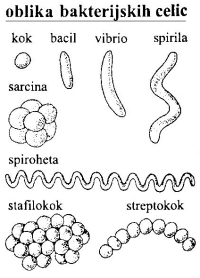 oblika bakterijskih celic
kok bacil vibrio spirila
sarcina
spiroheta
stafilokok streptokok